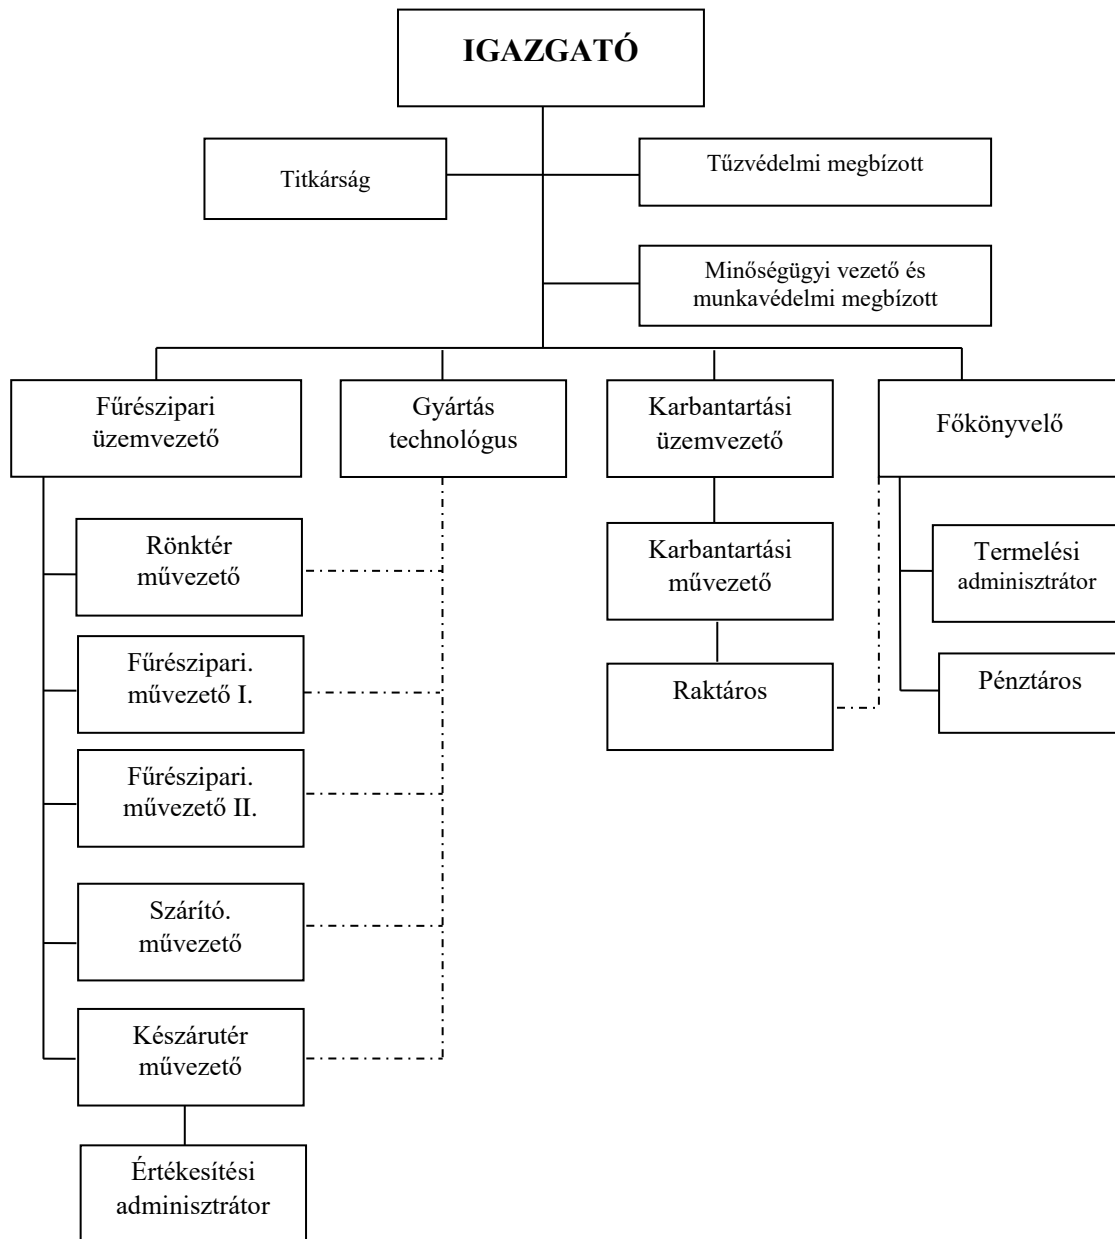 IGAZGATÓ
Titkárság
Tűzvédelmi megbízott
Minőségügyi vezető és
munkavédelmi megbízott
Fűrészipari
üzemvezető
Gyártás
technológus
Karbantartási
üzemvezető
Főkönyvelő
Rönktér
művezető
Fűrészipari.
művezető I.
Fűrészipari.
művezető II.
Szárító.
művezető
Készárutér
művezető
Értékesítési
adminisztrátor
Karbantartási
művezető
Raktáros
Termelési
adminisztrátor
Pénztáros